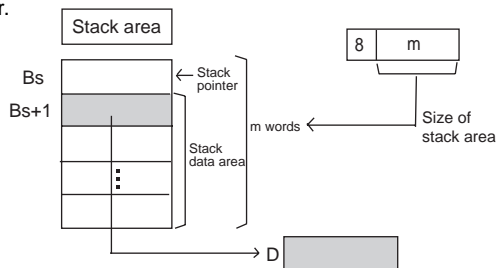 r.
Stack area
8 m
Bs
Stack
pointer
Bs+1
m words
Size of
stack area
Stack
data area
D